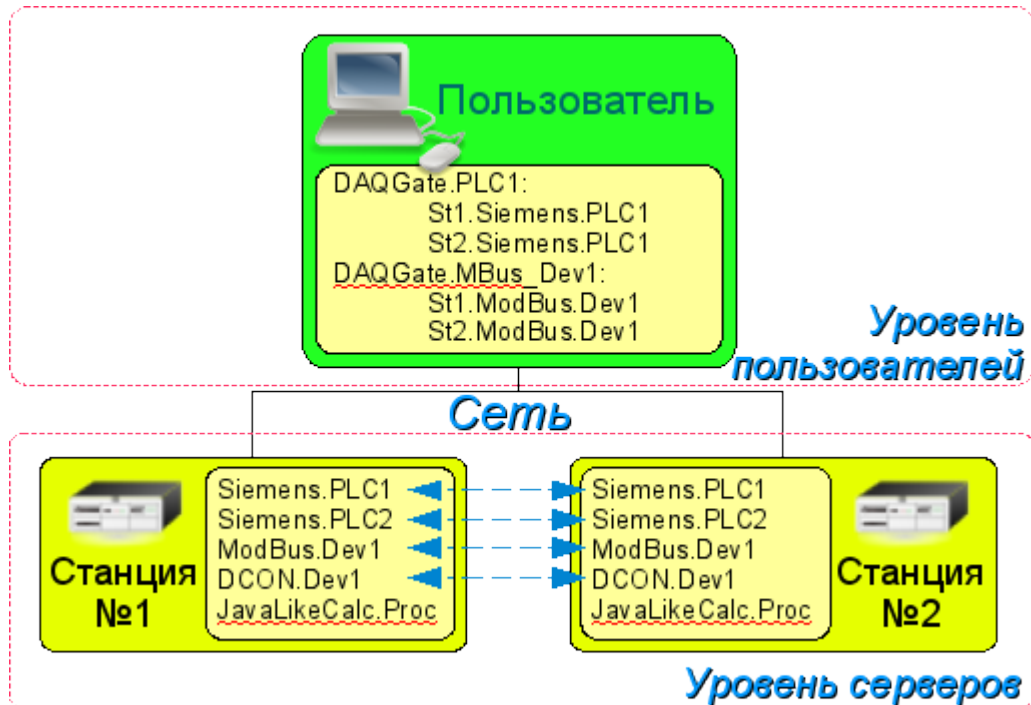 Пользователь
DAQGate.PLC1:
St1.Siemens.PLC1
St2.Siemens.PLC1
DAQGate.MBus_Dev1:
St1.ModBus.Dev1
St2.ModBus.Dev1
Уровень
пользователей
Сеть
Станция
№1
Siemens.PLC1
Siemens.PLC2
ModBus.Dev1
DCON.Dev1
JavaLikeCalc.Proc
Siemens.PLC1
Siemens.PLC2
ModBus.Dev1
DCON.Dev1
JavaLikeCalc.Proc
Станция
№2
Уровень серверов